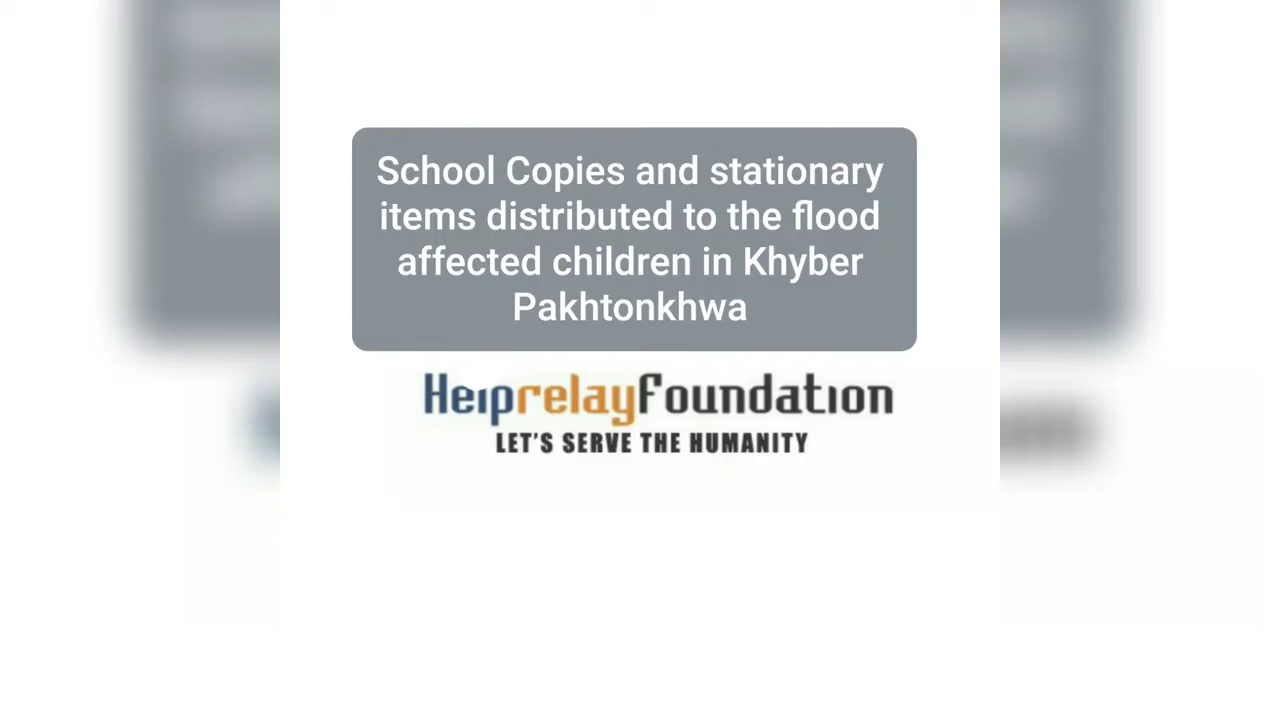 School Copies and stationary
items distributed to the flood
affected children in Khyber
Pakhtonkhwa
HelprelayFoundation
LET'S SERVE THE HUMANITY